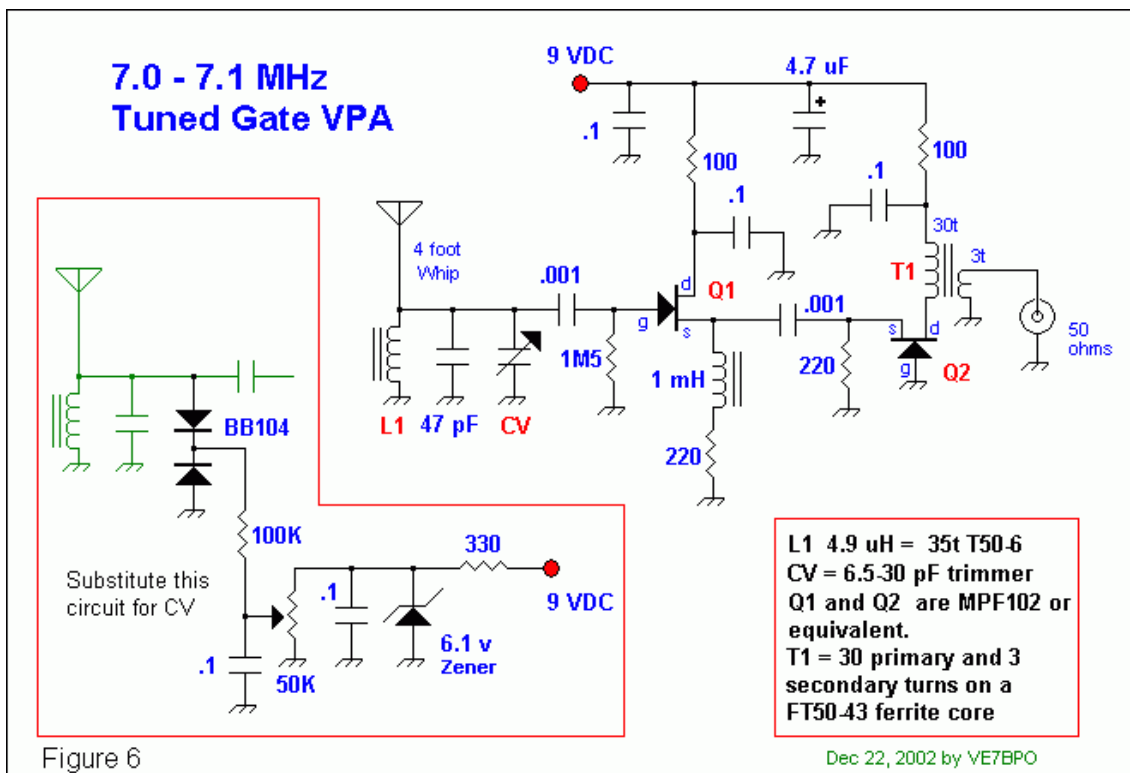 7.0 - 7.1 MHz
Tuned Gate VPA
9 VDC
4.7 uF
+
.1
100
100
.1
.1
30t
3t
T1
4 foot
Whip
.001
d
Q1
g
s
.001
s
d
g
Q2
50
ohms
1M5
1 mH
220
L1
47 pF
CV
220
BB104
100K
330
Substitute this
circuit for CV
.1
9 VDC
6.1 v
Zener
.1
50K
L1 4.9 uH = 35t T50-6
CV = 6.5-30 pF trimmer
Q1 and Q2 are MPF102 or
equivalent.
T1 = 30 primary and 3
secondary turns on a
FT50-43 ferrite core
Figure 6
Dec 22, 2002 by VE7BPO